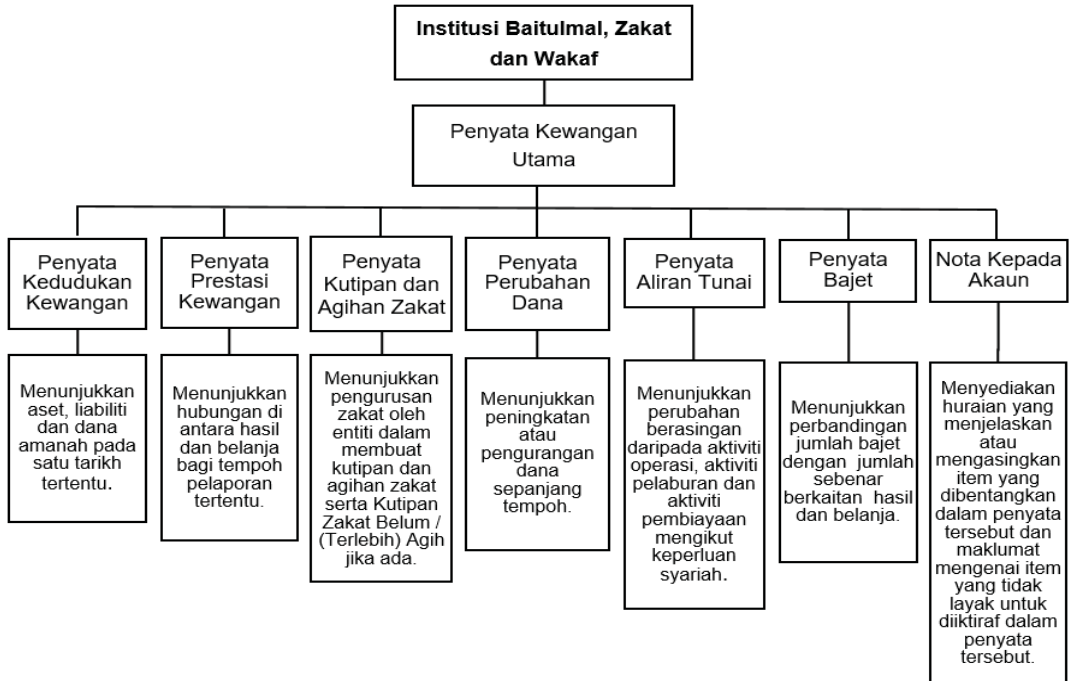 Institusi Baitulmal, Zakat
dan Wakaf
Penyata Kewangan
Utama
Penyata
Kedudukan
Kewangan
Penyata
Prestasi
Kewangan
Penyata
Kutipan dan
Agihan Zakat
Penyata
Perubahan
Dana
Penyata
Aliran Tunai
Penyata
Bajet
Nota Kepada
Akaun
Menunjukkan
aset, liabiliti
dan dana
amanah pada
satu tarikh
tertentu.
Menunjukkan
hubungan di
antara hasil
dan belanja
bagi tempoh
pelaporan
tertentu.
Menunjukkan
pengurusan
zakat oleh
entiti dalam
membuat
kutipan dan
agihan zakat
serta Kutipan
Zakat Belum /
(Terlebih) Agih
jika ada.
Menunjukkan
peningkatan
atau
pengurangan
dana
sepanjang
tempoh.
Menunjukkan
perubahan
berasingan
daripada aktiviti
operasi, aktiviti
pelaburan dan
aktiviti
pembiayaan
mengikut
keperluan
syariah.
Menunjukkan
perbandingan
jumlah bajet
dengan jumlah
sebenar
berkaitan hasil
dan belanja.
Menyediakan
huraian yang
menjelaskan
atau
mengasingkan
item yang
dibentangkan
dalam penyata
tersebut dan
maklumat
mengenai item
yang tidak
layak untuk
diiktiraf dalam
penyata
tersebut.